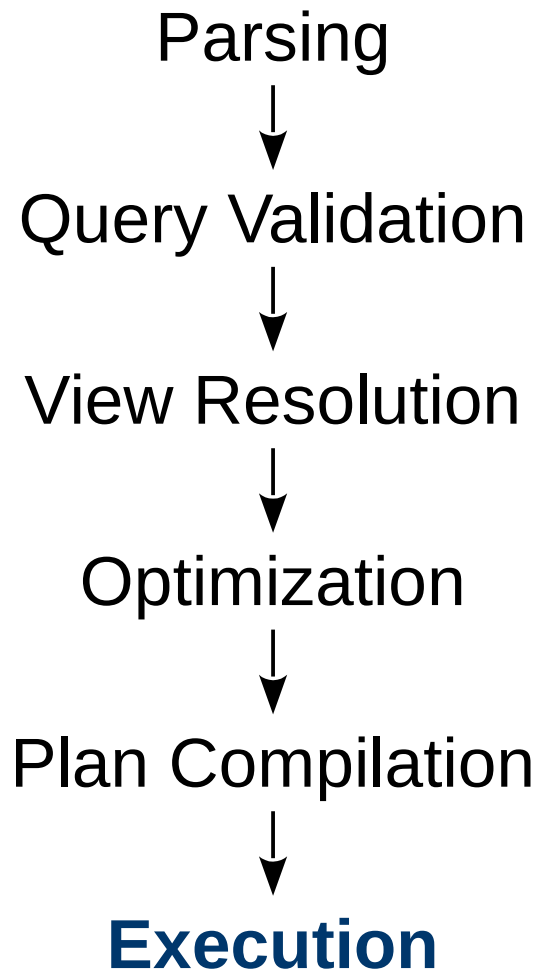 Parsing
Query Validation
View Resolution
Optimization
Plan Compilation
Execution